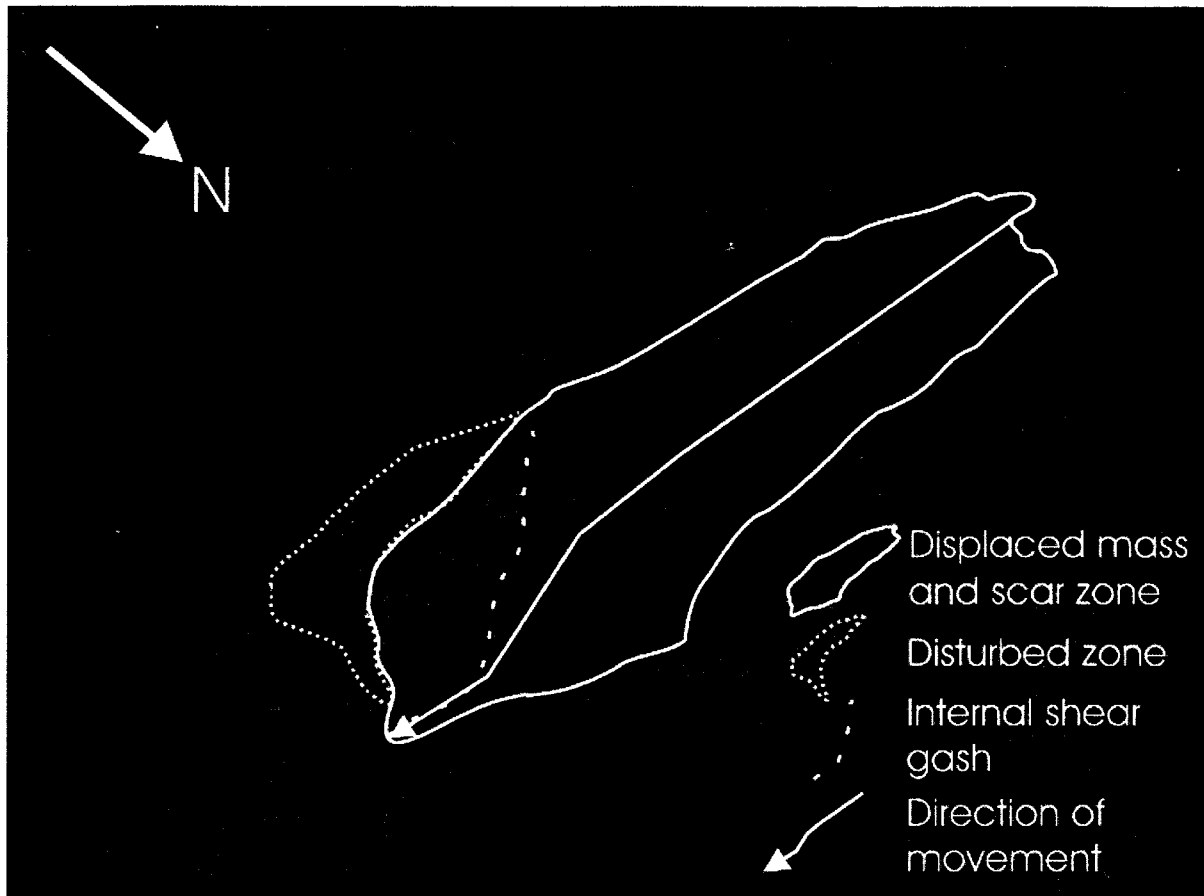 N
Displaced mass
and scar zone
Disturbed zone
Internal shear
gash
Direction of
movement